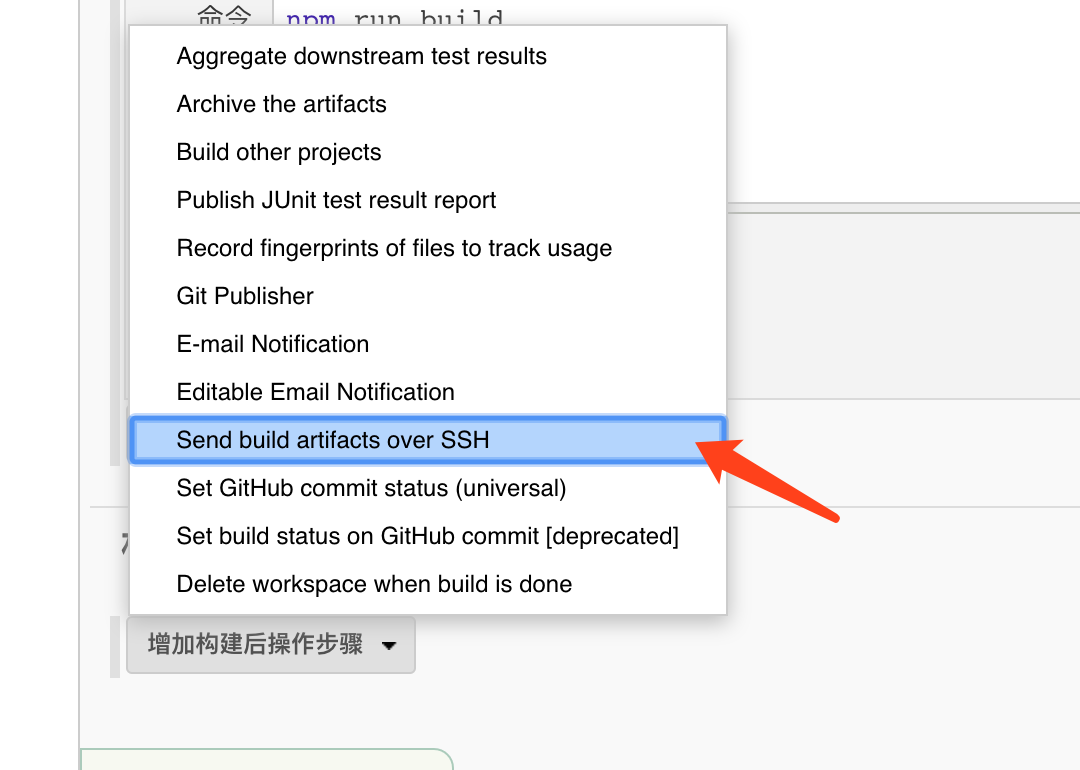 命令 npm run build
Aggregate downstream test results
Archive the artifacts
Build other projects
Publish JUnit test result report
Record fingerprints of files to track usage
Git Publisher
E-mail Notification
Editable Email Notification
Send build artifacts over SSH
Set GitHub commit status (universal)
Set build status on GitHub commit [deprecated]
Delete workspace when build is done
增加构建后操作步骤